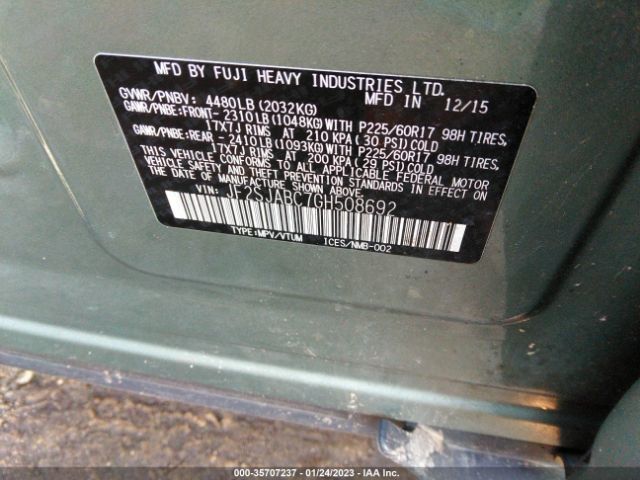 MFD BY FUJI HEAVY INDUSTRIES LTD.
GVWR/PNBV: 4480LB(2032KG) MFD IN 12/15
GAWR/PNBE:FRONT- 2310LB(1048KG)WITH P225/60R17 98H TIRES,
17X7J RIMS AT 210 KPA( 30 PSI)COLD
GAWR/PNBE:REAR -2410LB(1093KG)WITH P225/60R17 98H TIRES,
17X7J RIMS AT 200 KPA( 29 PSI)COLD
THIS VEHICLE CONFORMS TO ALL APPLICABLE FEDERAL MOTOR
VEHICLE SAFETY AND THEFT PREVENTION STANDARDS IN EFFECT
ON THE DATE OF MANUFACTURE SHOWN ABOVE.
VIN: JF2SJABC7GH508692
TYPE:MPV/VTUM ICES/NMB-002
000-35707237 - 01/24/2023 - IAA Inc.